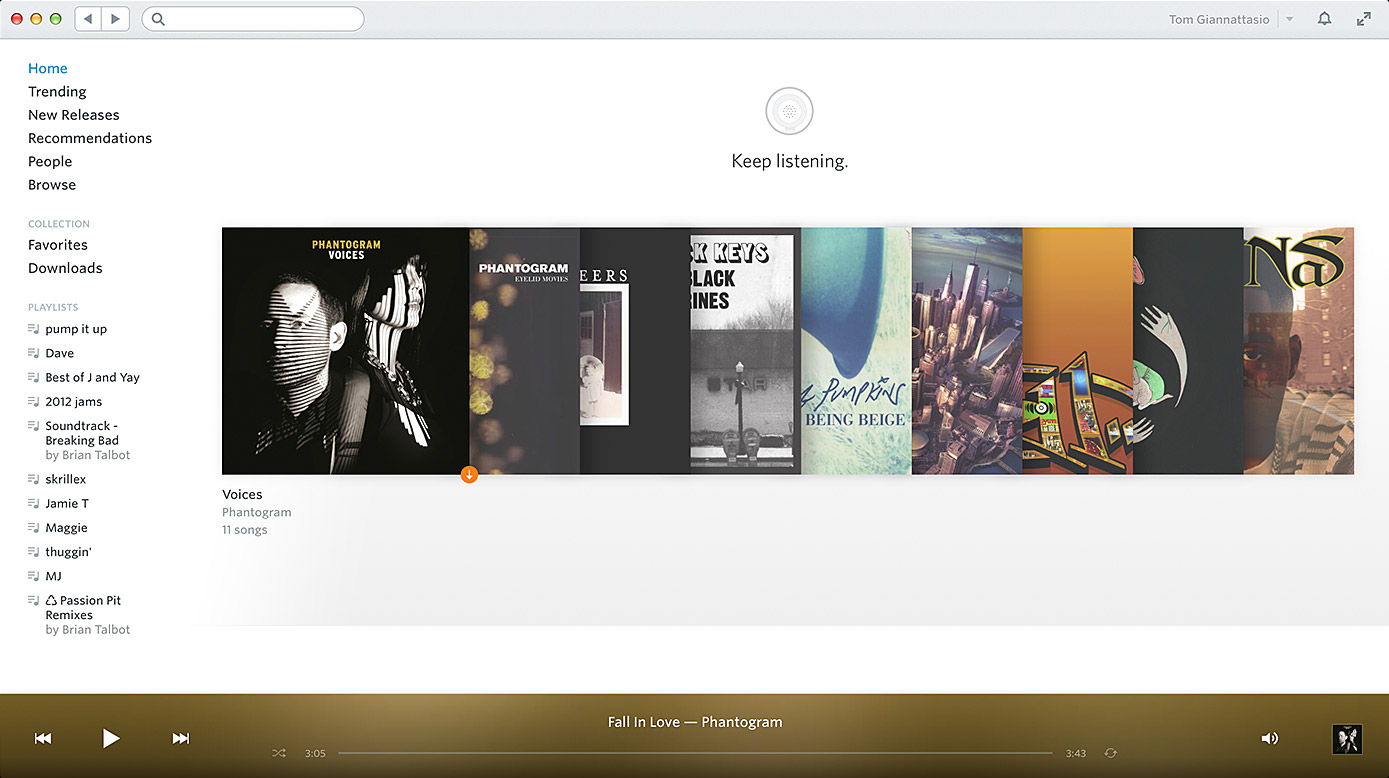 Tom Giannattasio
Home
Trending
New Releases
Recommendations
People
Browse
COLLECTION
Favorites
Downloads
PLAYLISTS
pump it up
Dave
Best of J and Yay
2012 jams
Soundtrack -
Breaking Bad
by Brian Talbot
skrillex
Jamie T
Maggie
thuggin'
MJ
Passion Pit
Remixes
by Brian Talbot
Keep listening.
PHANTOGRAM
VOICES
PHANTOGRAM
EYELID MOVIES
EERS
CK KEYS
BLACK
RINES
G PUMPKINS
BEING BEIGE
NAS
Voices
Phantogram
11 songs
Fall In Love — Phantogram
3:05
3:43